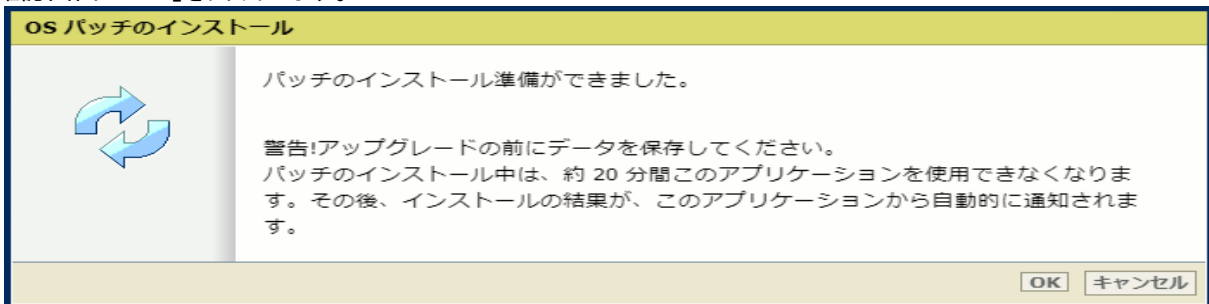 OS パッチのインストール
パッチのインストール準備ができました。
警告!アップグレードの前にデータを保存してください。
パッチのインストール中は、約 20 分間このアプリケーションを使用できなくなりま
す。その後、インストールの結果が、このアプリケーションから自動的に通知されま
す。
OK キャンセル